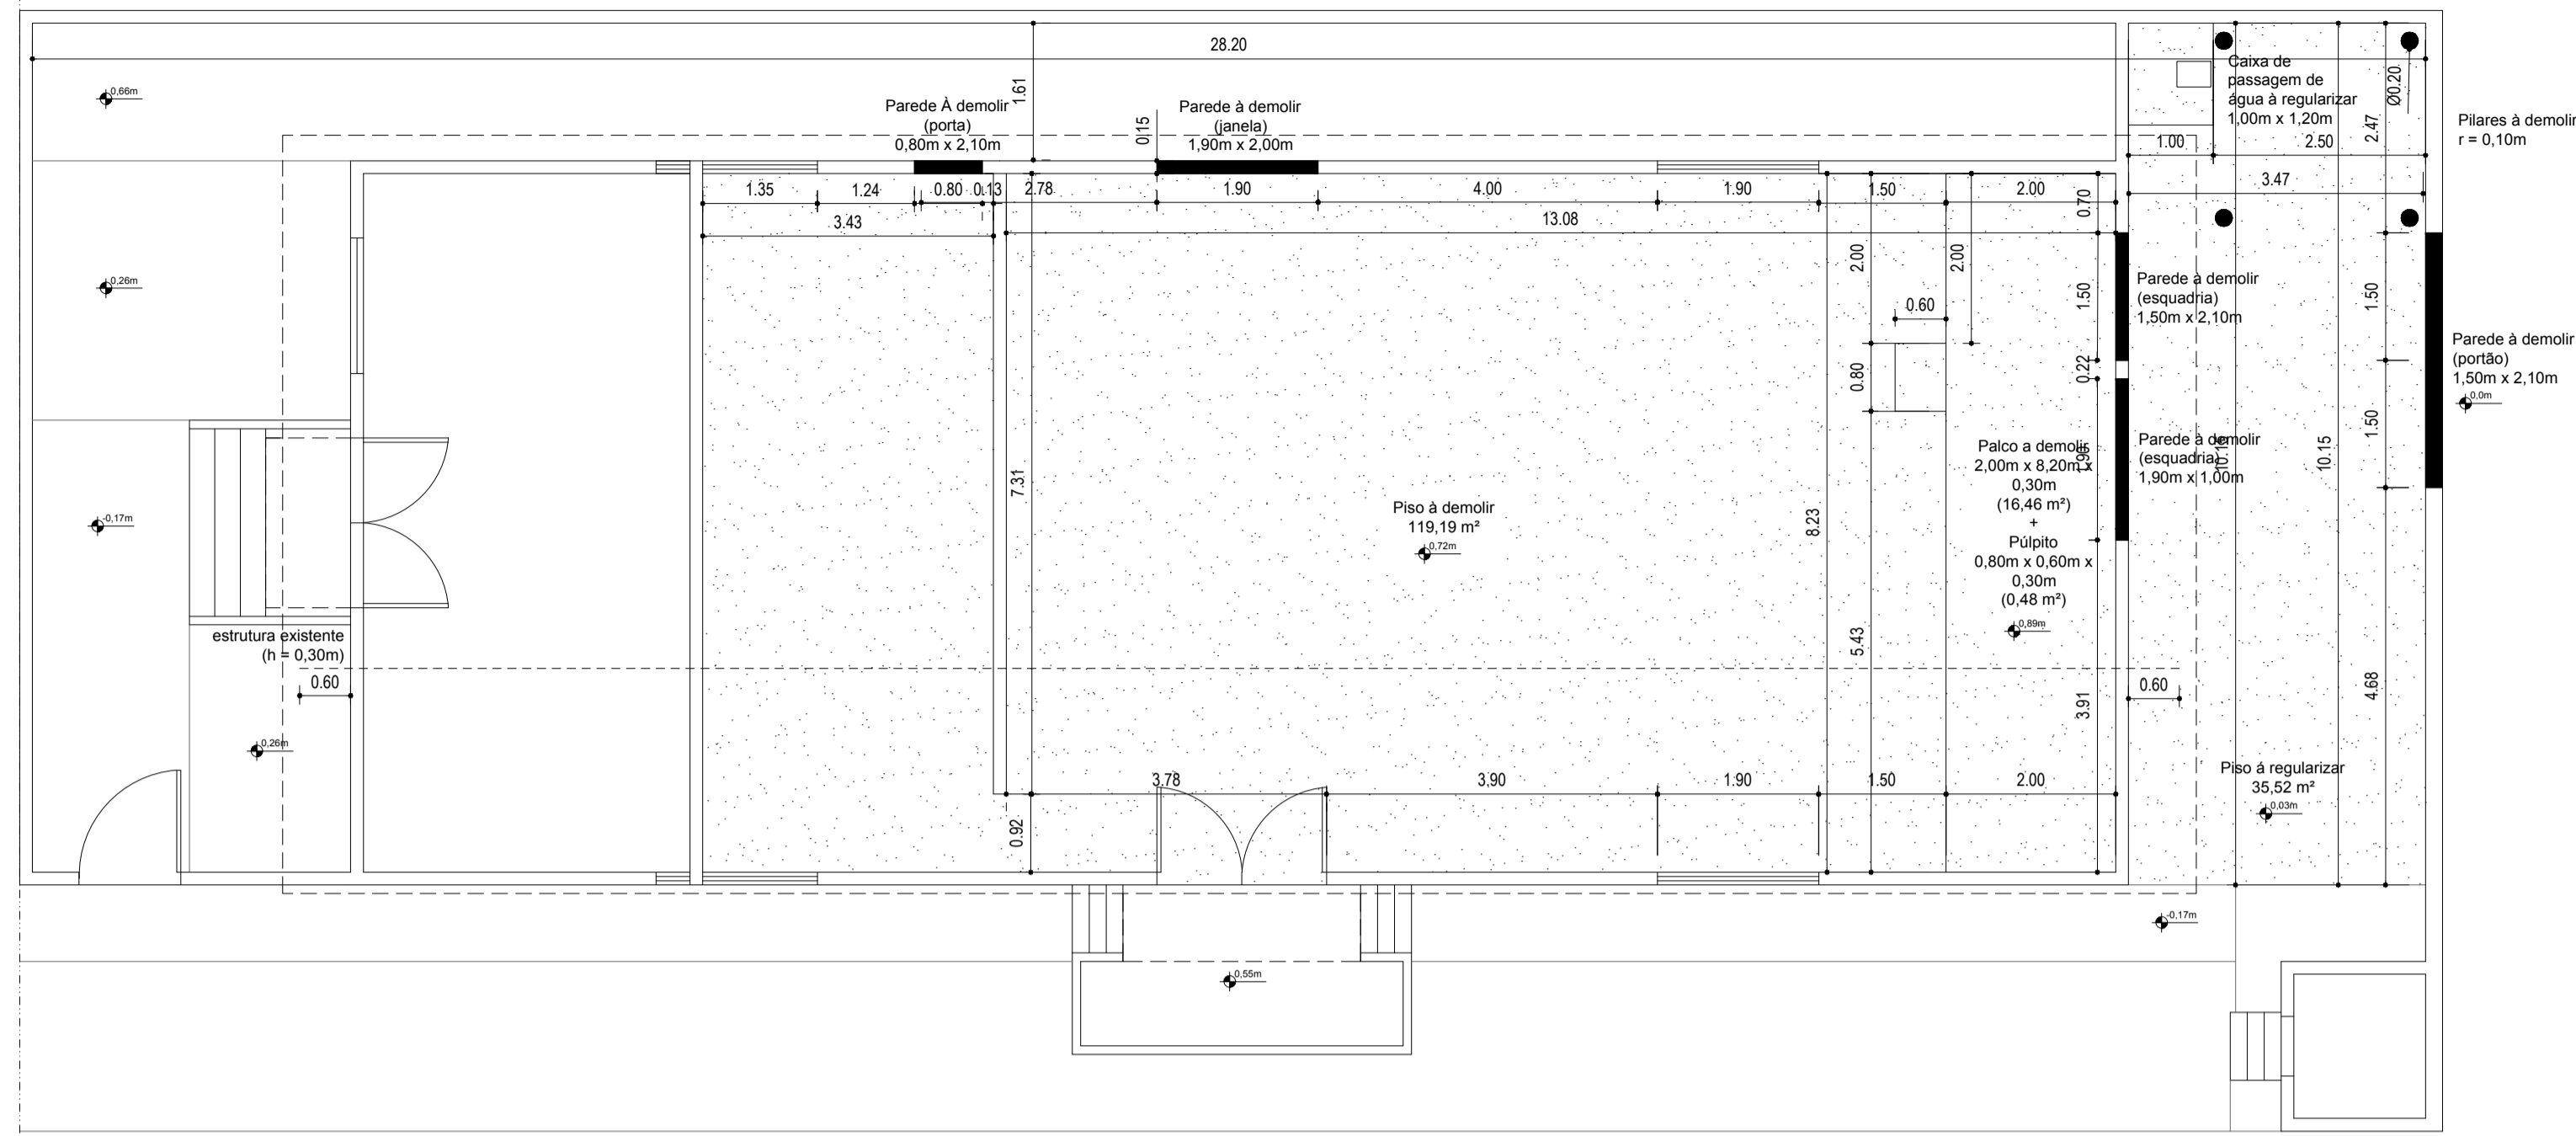 28.20
0,66m
1.61
Parede À demolir
(porta)
0,80m x 2,10m
0.15
Parede à demolir
(janela)
1,90m x 2,00m
Caixa de
passagem de
água à regularizar
1,00m x 1,20m
Ø0.20
2.47
Pilares à demolir
r = 0,10m
1.00
2.50
3.47
1.35
1.24
0.80
0.13
2.78
1.90
4.00
1.90
1.50
2.00
0.70
3.43
13.08
0,26m
2.00
2.00
0.60
1.50
Parede à demolir
(esquadria)
1,50m x 2,10m
1.50
Parede à demolir
(portão)
1,50m x 2,10m
0,0m
0.80
0.22
1.50
Parede à demolir
(esquadria)
1,90m x 1,00m
10.15
10.15
1.90
Palco a demolir
2,00m x 8,20m x
0,30m
(16,46 m²)
+
Púlpito
0,80m x 0,60m x
0,30m
(0,48 m²)
0,89m
7.31
Piso à demolir
119,19 m²
0,72m
8.23
-0,17m
estrutura existente
(h = 0,30m)
0.60
5.43
3.91
0.60
4.68
0,26m
3.78
3,90
1.90
1.50
2.00
0.92
Piso á regularizar
35,52 m²
0,03m
-0,17m
0,55m